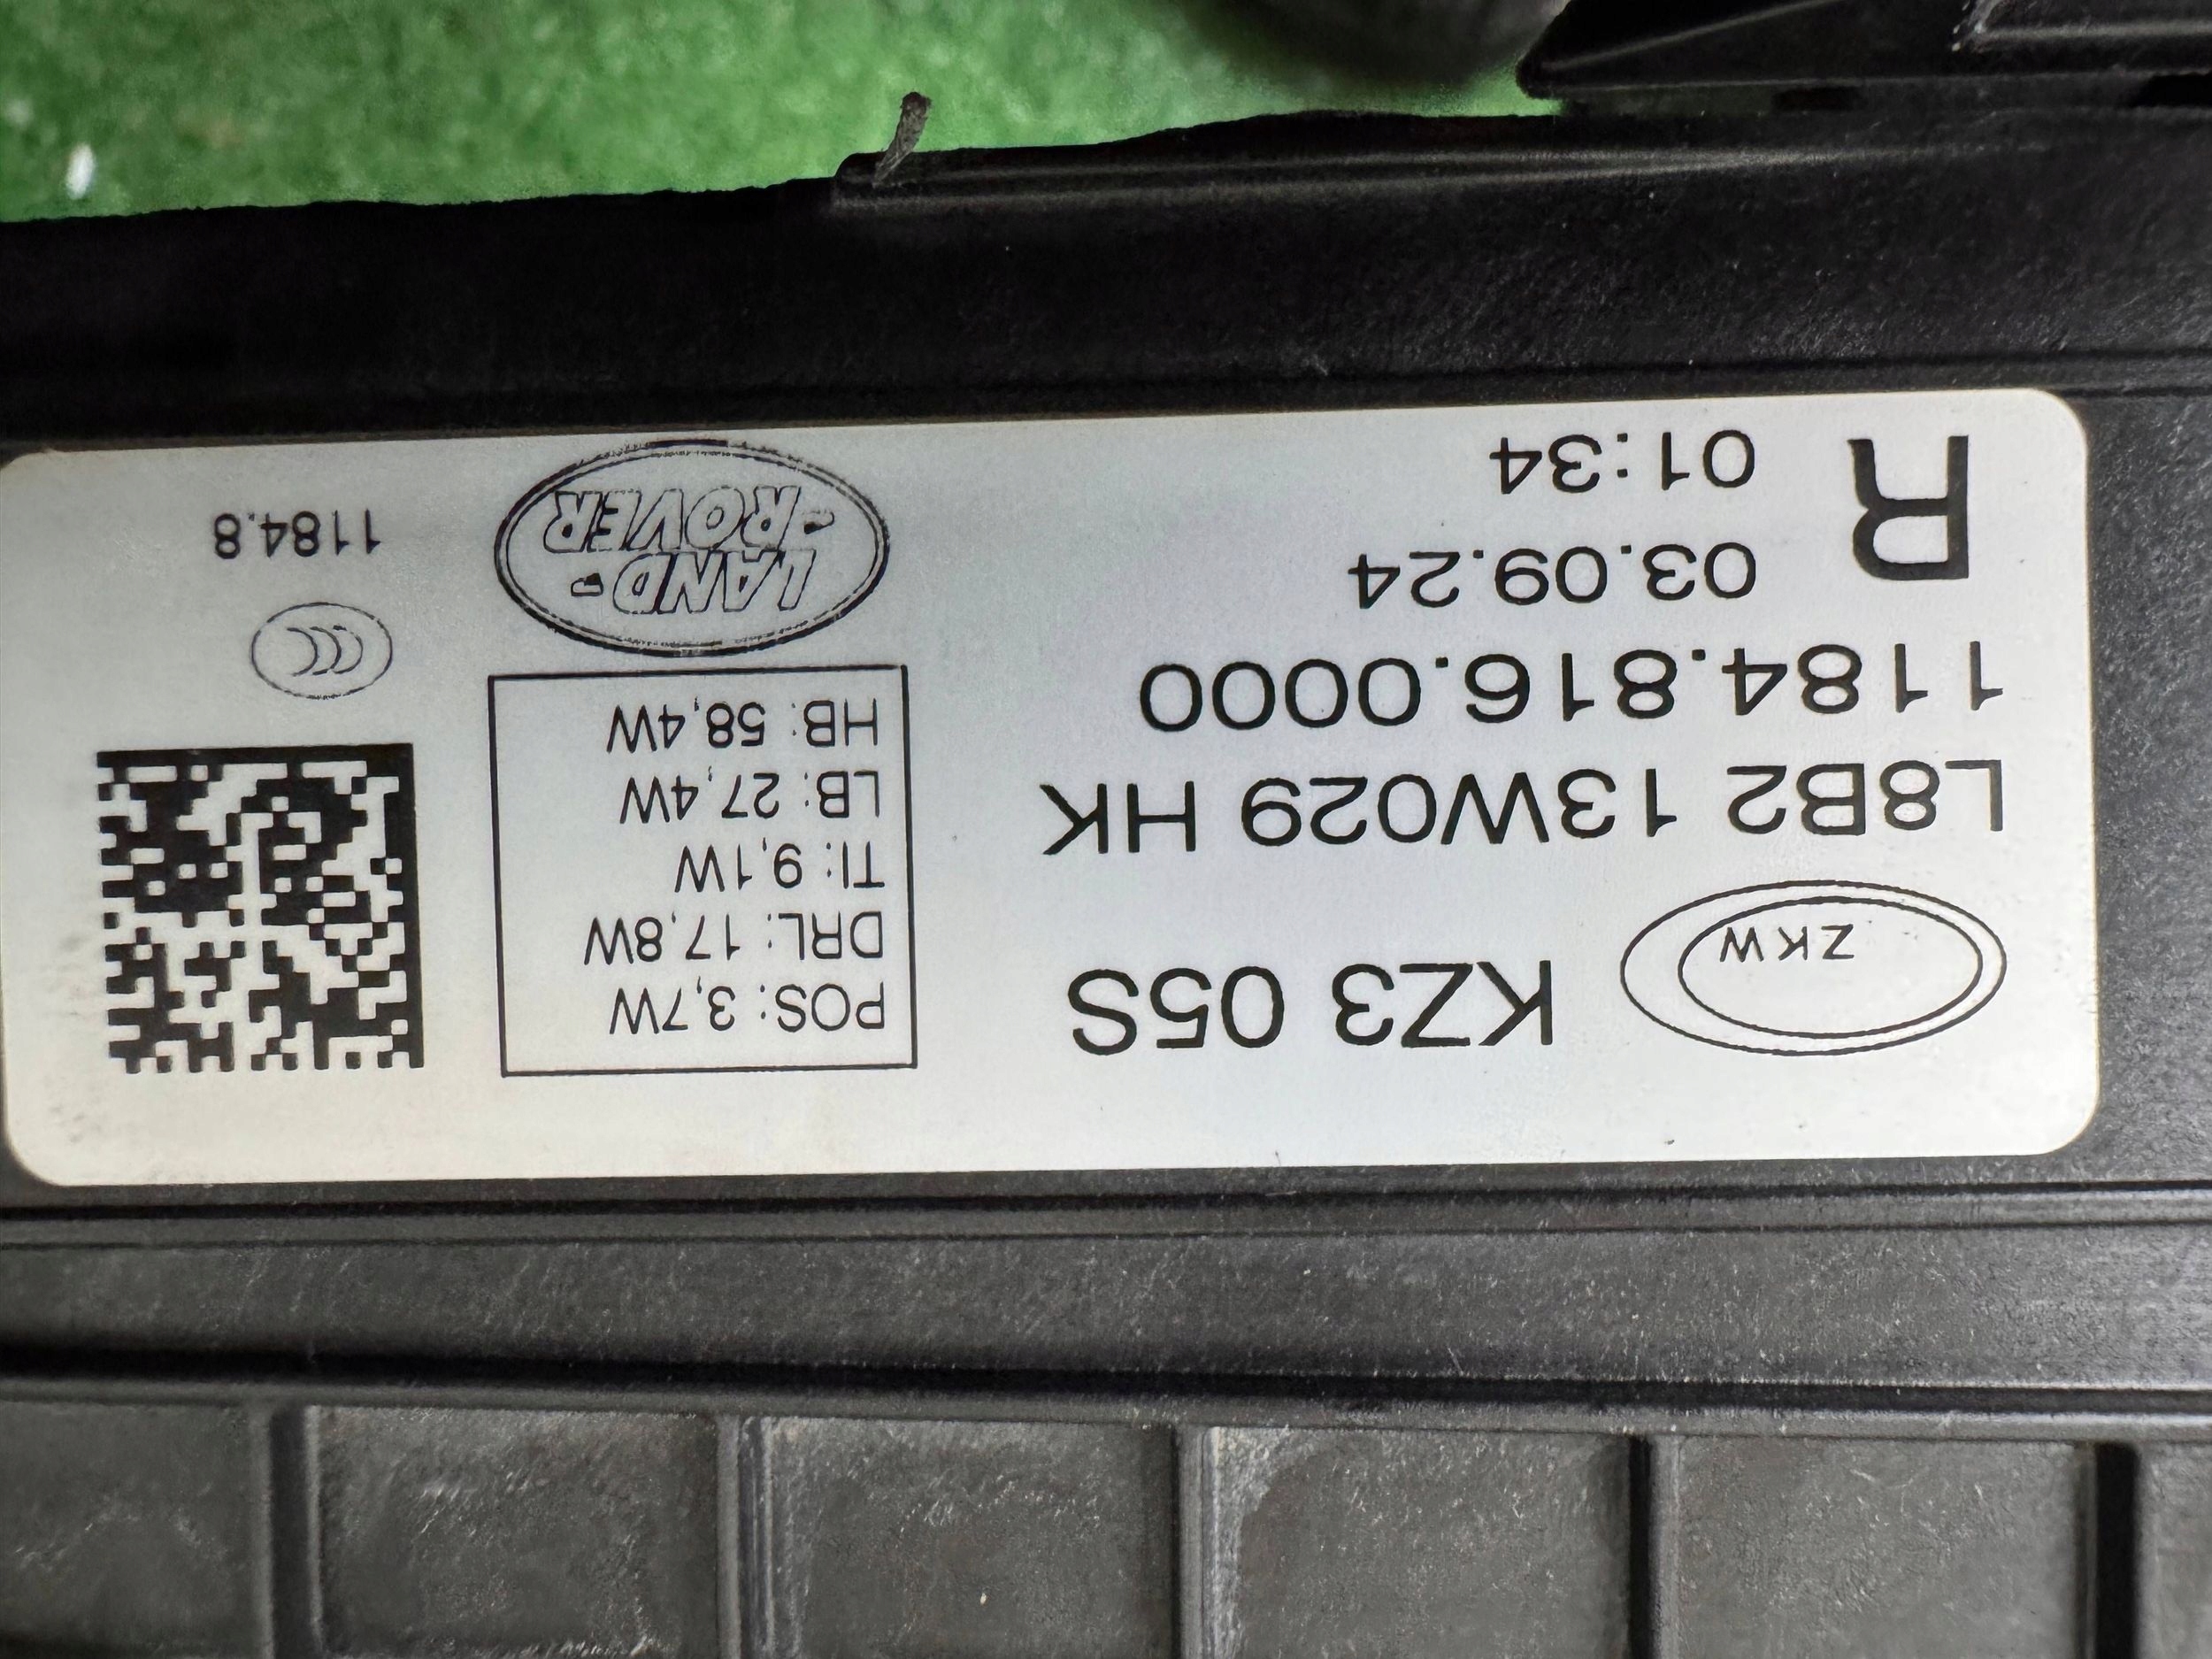 ZKW
KZ3 05S
L8B2 13W029 HK
1184.816.0000
R
03.09.24
01:34
POS: 3,7W
DRL: 17,8W
TI: 9,1W
LB: 27,4W
HB: 58,4W
LAND-
-ROVER
CCC
1184.8